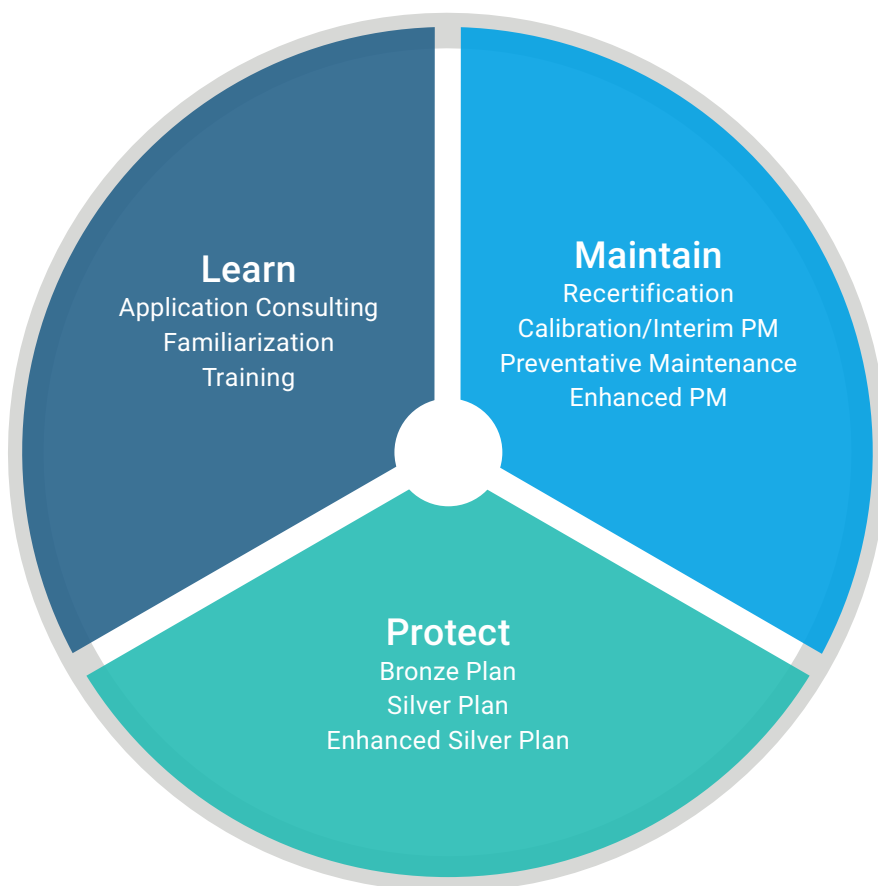 Learn
Application Consulting
Familiarization
Training
Maintain
Recertification
Calibration/Interim PM
Preventative Maintenance
Enhanced PM
Protect
Bronze Plan
Silver Plan
Enhanced Silver Plan